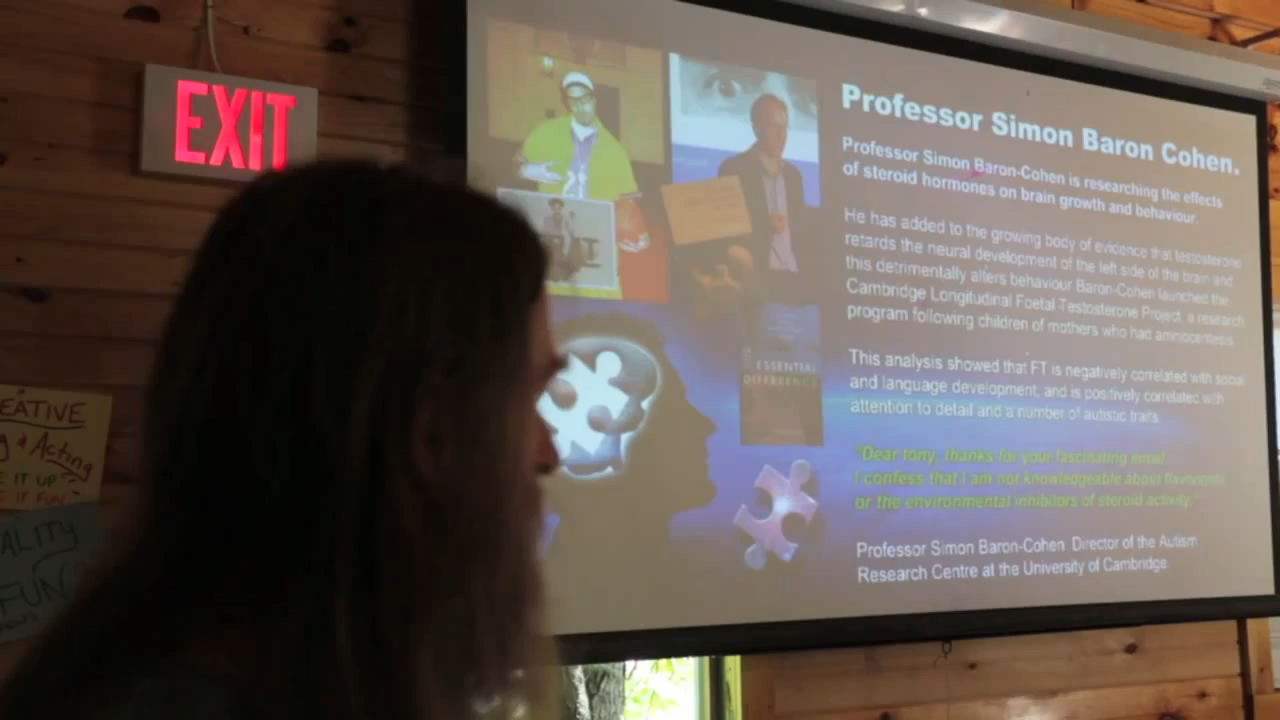 EXIT
Professor Simon Baron Cohen.
Professor Simon Baron-Cohen is researching the effects
of steroid hormones on brain growth and behaviour.
He has added to the growing body of evidence that testosterone
retards the neural development of the left side of the brain and
this detrimentally alters behaviour Baron-Cohen launched the
Cambridge Longitudinal Foetal Testosterone Project, a research
program following children of mothers who had amniocentesis.
This analysis showed that FT is negatively correlated with social
and language development, and is positively correlated with
attention to detail and a number of autistic traits
"Dear tony, thanks for your fascinating email.
I confess that I am not knowledgeable about flavonoids
or the environmental inhibitors of steroid activity."
Professor Simon Baron-Cohen Director of the Autism
Research Centre at the University of Cambridge
ESSENTIAL
DIFFERENCE
EATIVE
& Acting
E IT UP
E IF FUN
ALITY
FUN